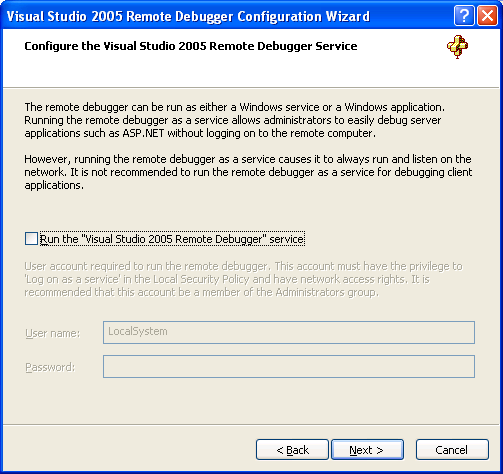 Visual Studio 2005 Remote Debugger Configuration Wizard
Configure the Visual Studio 2005 Remote Debugger Service
The remote debugger can be run as either a Windows service or a Windows application.
Running the remote debugger as a service allows administrators to easily debug server
applications such as ASP.NET without logging on to the remote computer.
However, running the remote debugger as a service causes it to always run and listen on the
network. It is not recommended to run the remote debugger as a service for debugging client
applications.
Run the "Visual Studio 2005 Remote Debugger" service
User account required to run the remote debugger. This account must have the privilege to
'Log on as a service' in the Local Security Policy and have network access rights. It is
recommended that this account be a member of the Administrators group.
User name: LocalSystem
Password:
< Back Next > Cancel